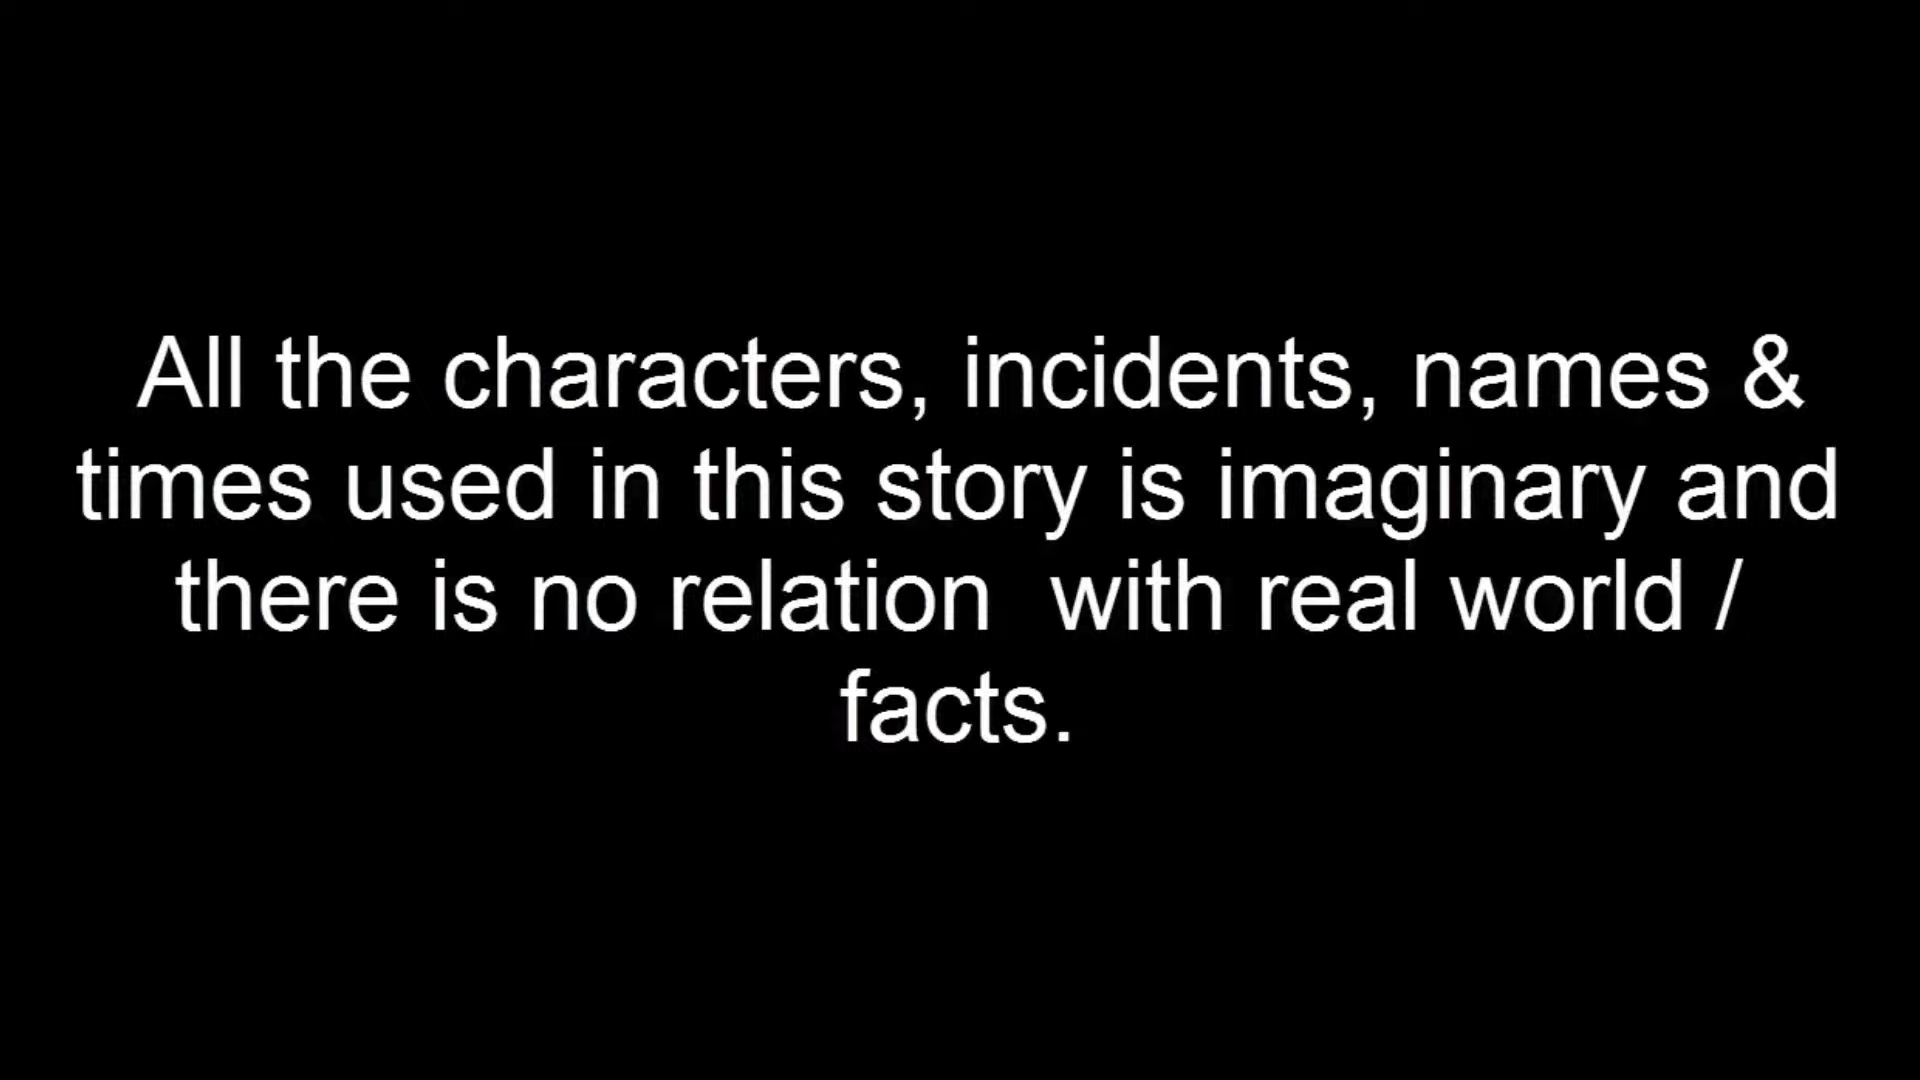 All the characters, incidents, names &
times used in this story is imaginary and
there is no relation  with real world /
facts.